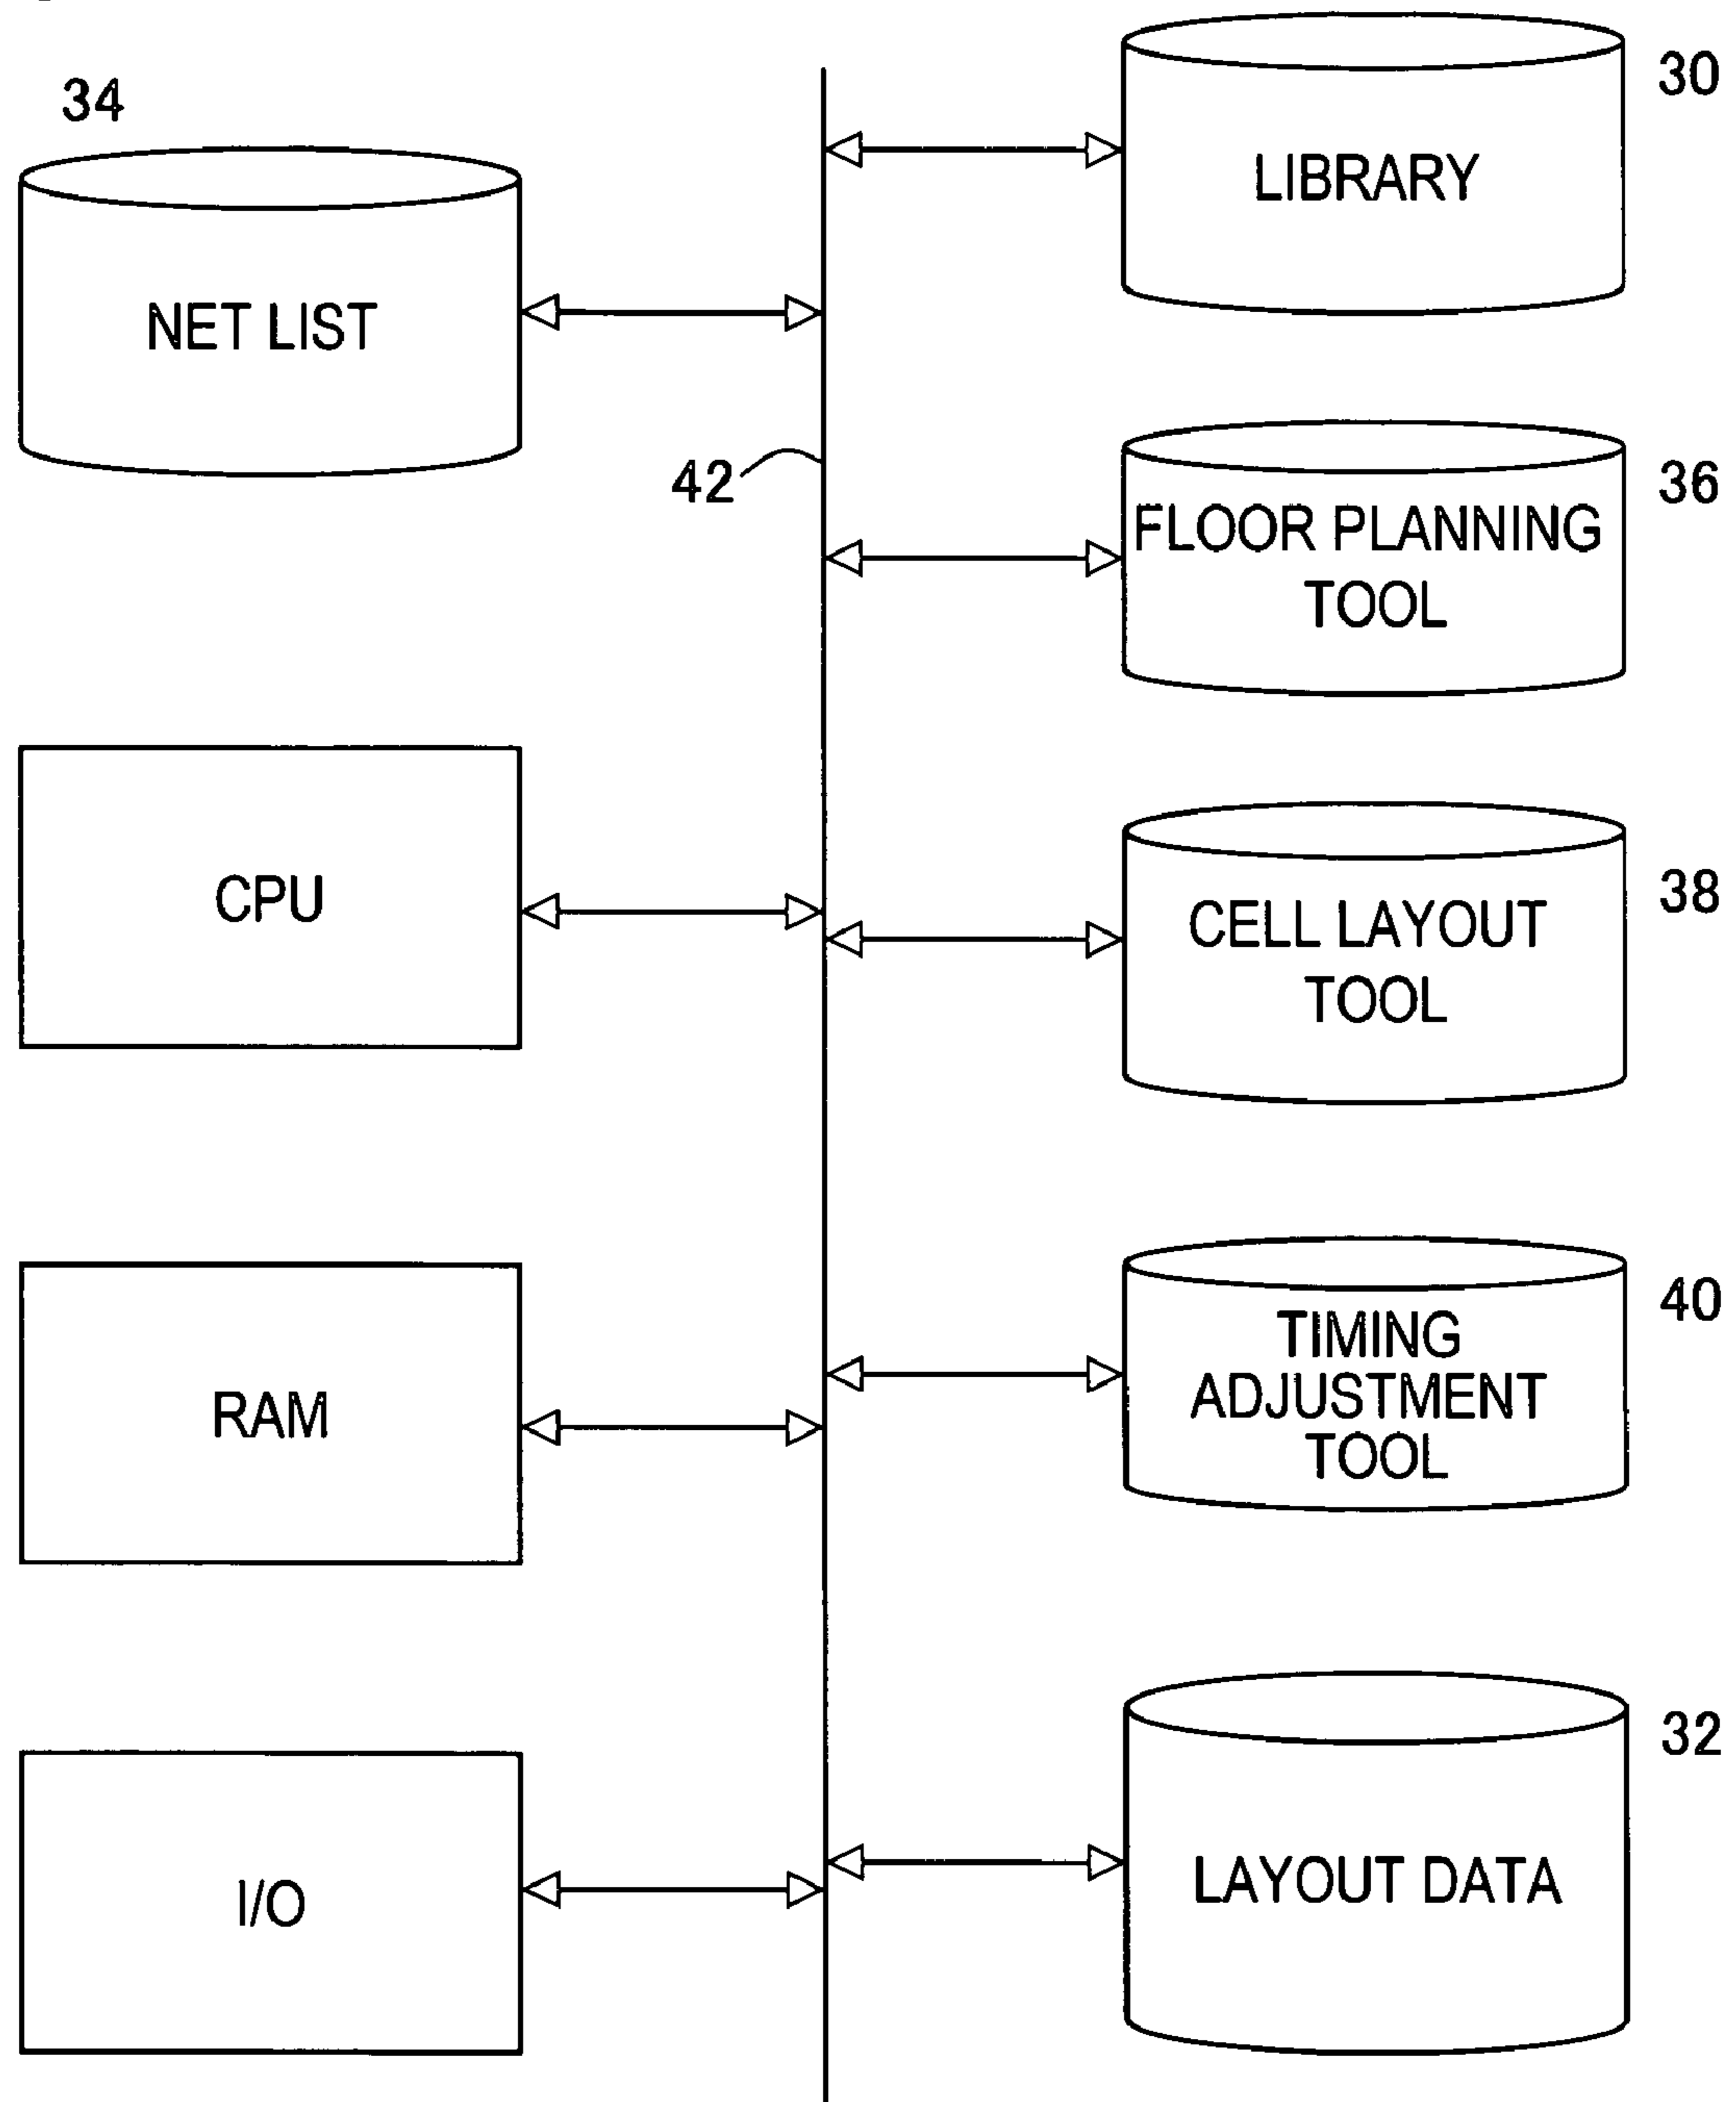 30
LIBRARY
34
NET LIST
42
36
FLOOR PLANNING
TOOL
CPU
38
CELL LAYOUT
TOOL
40
TIMING
ADJUSTMENT
TOOL
RAM
32
LAYOUT DATA
I/O